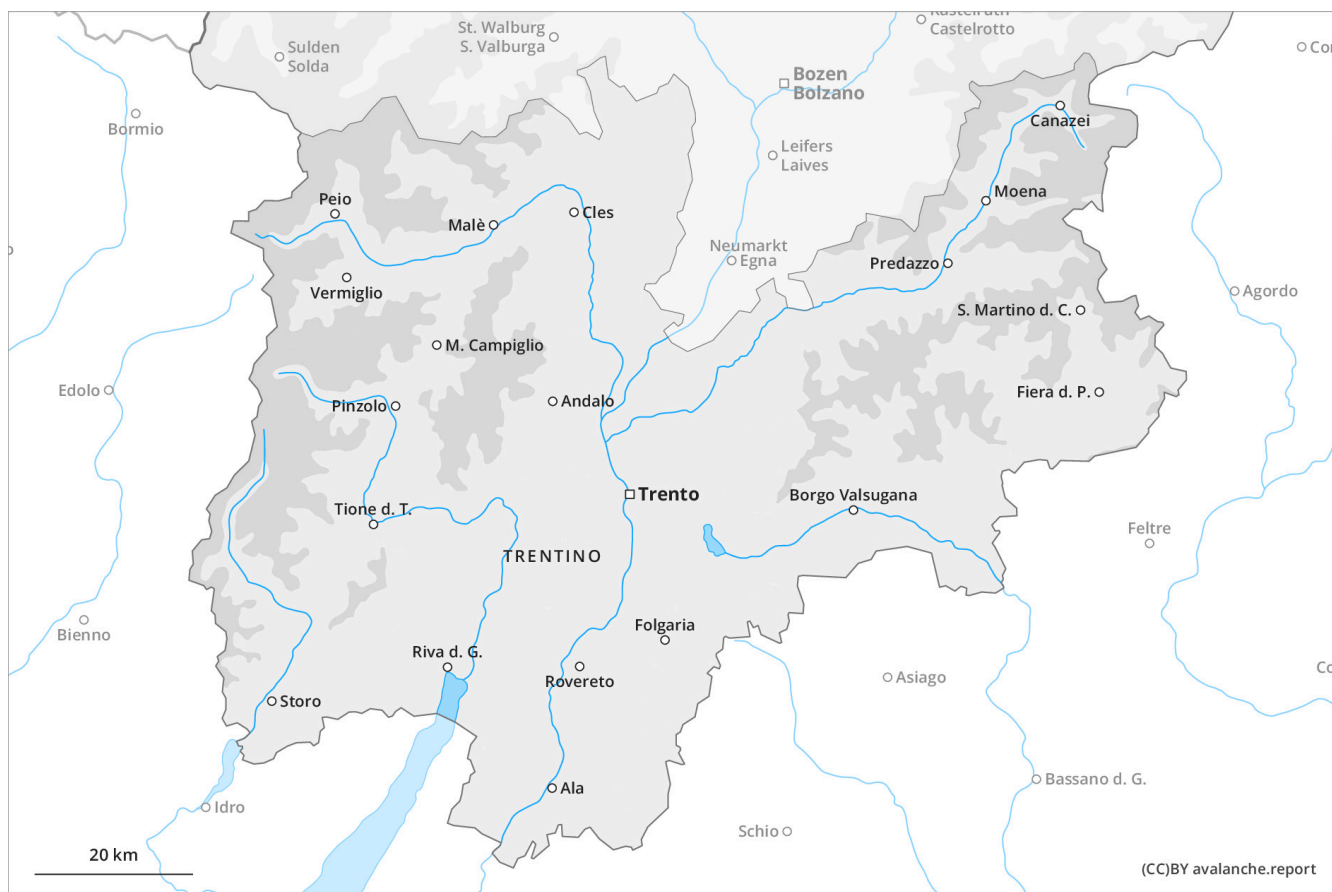 Kastelruth
Castelrotto
St. Walburg
S. Valburga
Sulden
Solda
Bozen
Bolzano
Bormio
Canazei
Leifers
Laives
Moena
Peio
Malè
Cles
Neumarkt
Egna
Predazzo
Vermiglio
Agordo
S. Martino d. C.
M. Campiglio
Edolo
Pinzolo
Andalo
Fiera d. P.
Trento
Borgo Valsugana
Tione d. T.
Feltre
TRENTINO
Bienno
Folgaria
Riva d. G.
Rovereto
Asiago
Storo
Ala
Bassano d. G.
Idro
Schio
20 km
(CC)BY avalanche.report